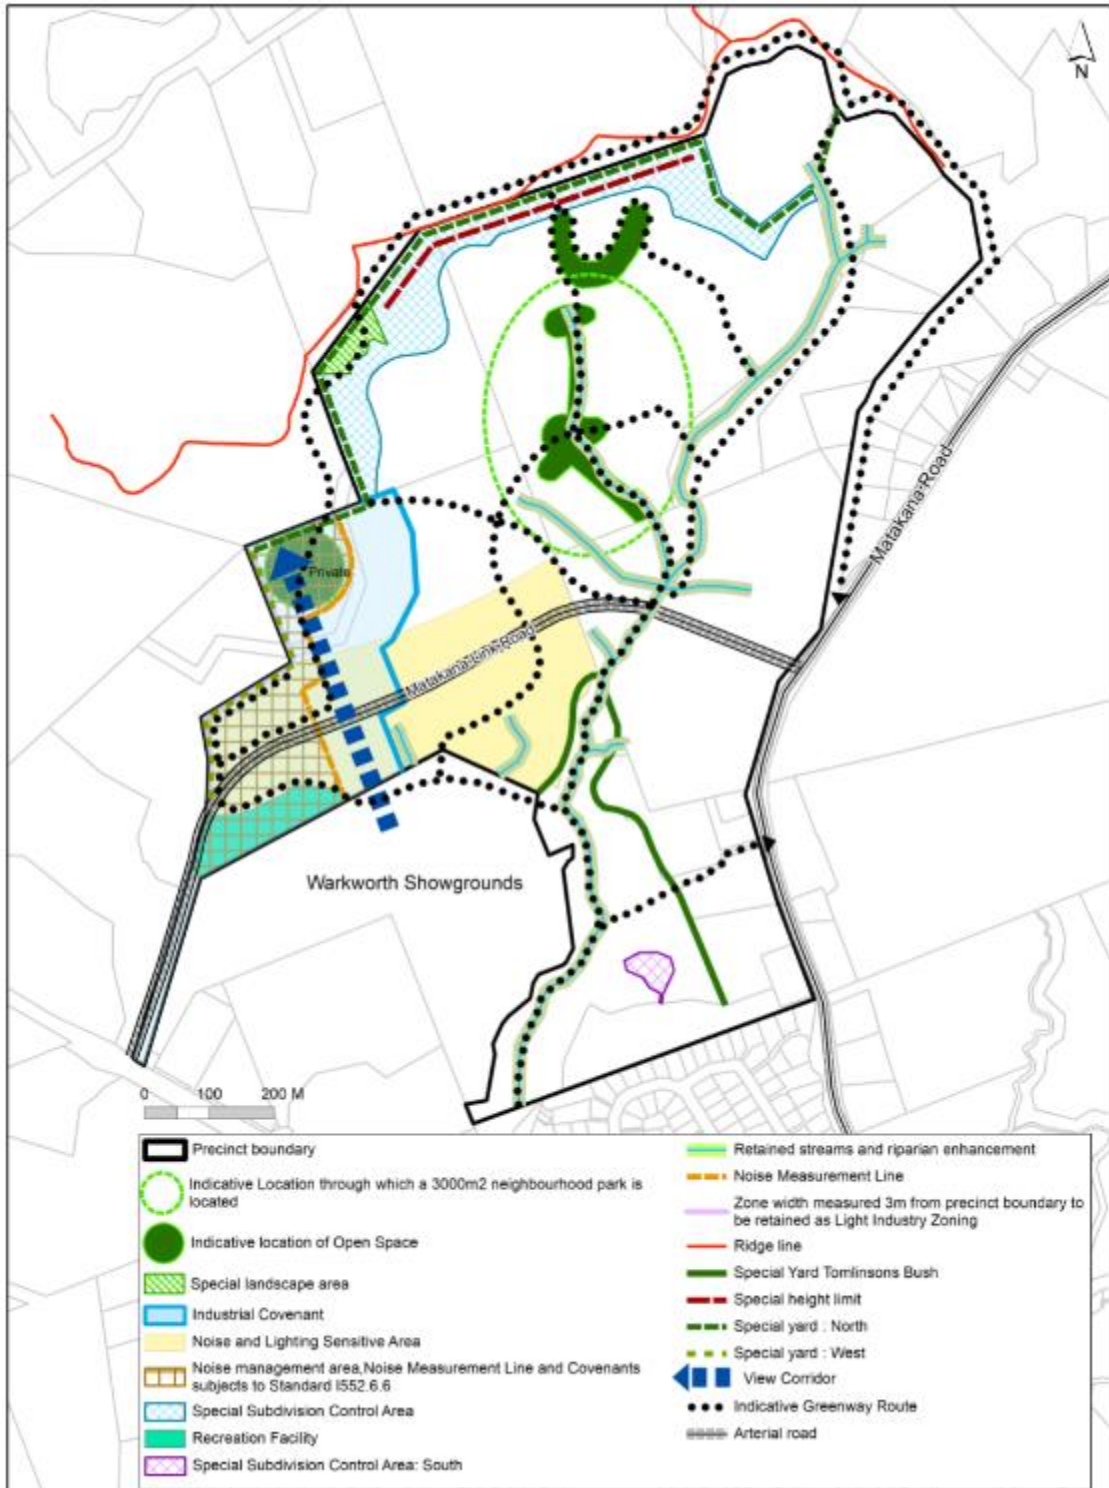 N
Matakana Road
Private
Matakana Link Road
Warkworth Showgrounds
0 100 200 M
Precinct boundary
Indicative Location through which a 3000m2 neighbourhood park is
located
Indicative location of Open Space
Special landscape area
Industrial Covenant
Noise and Lighting Sensitive Area
Noise management area,Noise Measurement Line and Covenants
subjects to Standard I552.6.6
Special Subdivision Control Area
Recreation Facility
Special Subdivision Control Area: South
Retained streams and riparian enhancement
Noise Measurement Line
Zone width measured 3m from precinct boundary to
be retained as Light Industry Zoning
Ridge line
Special Yard Tomlinsons Bush
Special height limit
Special yard : North
Special yard : West
View Corridor
Indicative Greenway Route
Arterial road